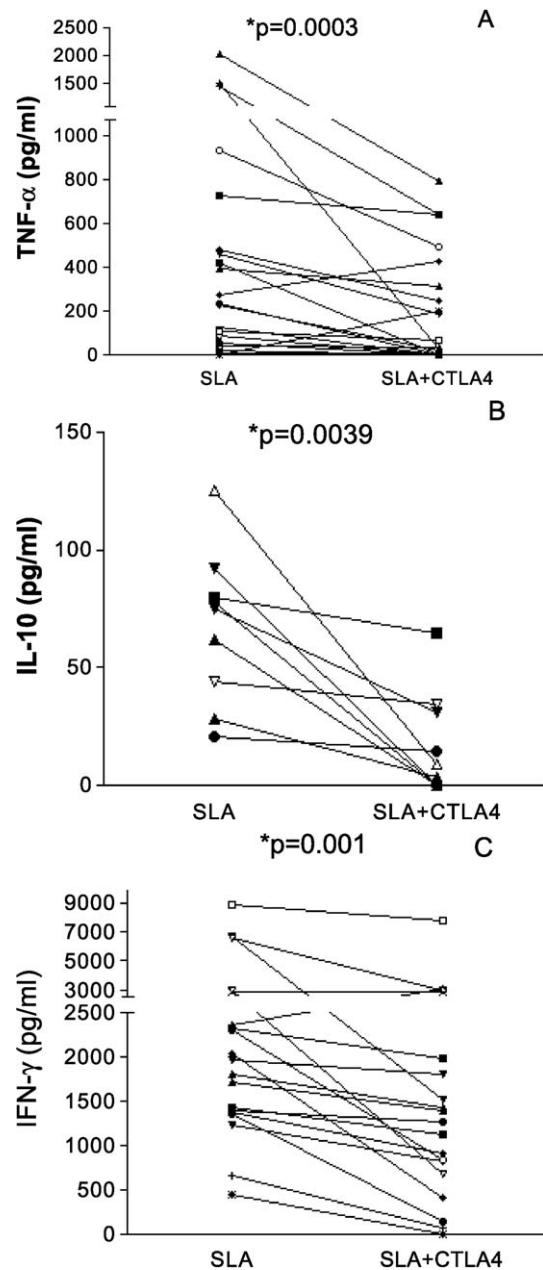 *p=0.0003
A
2500
2000
1500
1000
800
600
400
200
0
TNF-α (pg/ml)
SLA
SLA+CTLA4
B
*p=0.0039
150
100
50
0
IL-10 (pg/ml)
SLA
SLA+CTLA4
*p=0.001
C
9000
7000
5000
3000
2500
2000
1500
1000
500
0
IFN-γ (pg/ml)
SLA
SLA+CTLA4